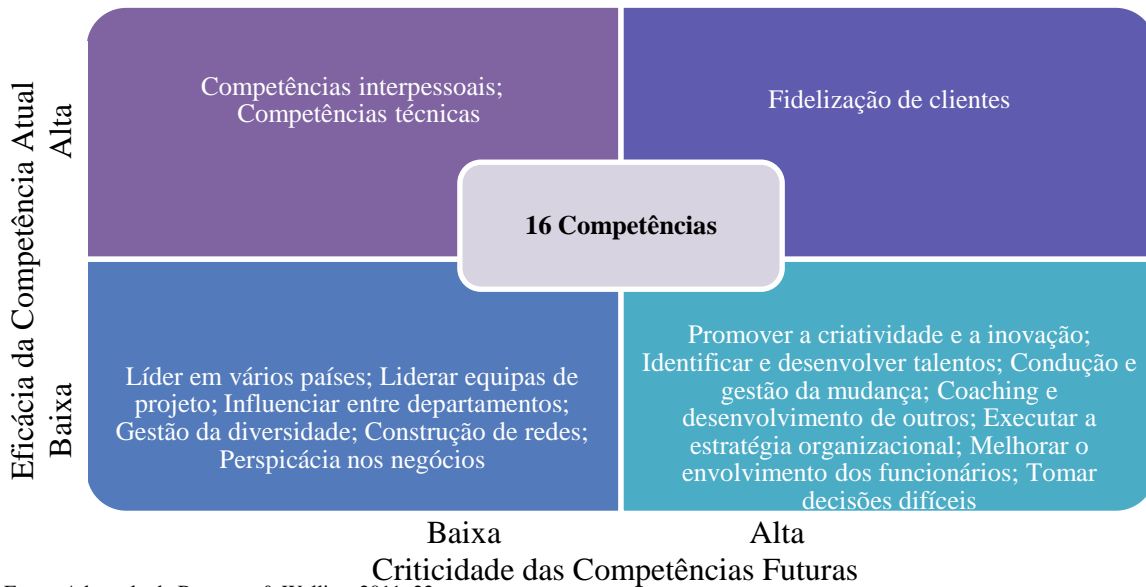 Eficácia da Competência Atual
Alta
Baixa
Competências interpessoais;
Competências técnicas
Fidelização de clientes
16 Competências
Líder em vários países; Liderar equipas de
projeto; Influenciar entre departamentos;
Gestão da diversidade; Construção de redes;
Perspicácia nos negócios
Promover a criatividade e a inovação;
Identificar e desenvolver talentos; Condução e
gestão da mudança; Coaching e
desenvolvimento de outros; Executar a
estratégia organizacional; Melhorar o
envolvimento dos funcionários; Tomar
decisões difíceis
Baixa
Alta
Criticidade das Competências Futuras